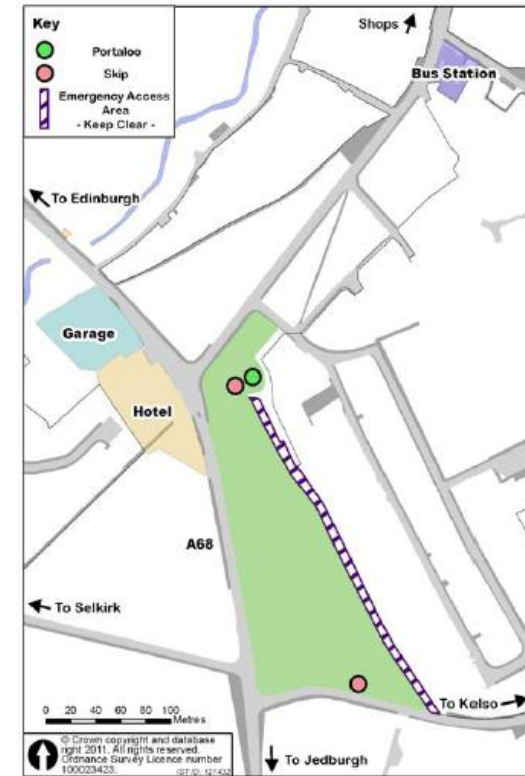 Key
Portaloo
Skip
Emergency Access
Area
- Keep Clear -
Shops
Bus Station
To Edinburgh
Garage
Hotel
A68
To Selkirk
To Kelso
0 20 40 60 80 100
Metres
© Crown copyright and database
right 2011. All rights reserved.
Ordnance Survey Licence number
100023423.
To Jedburgh